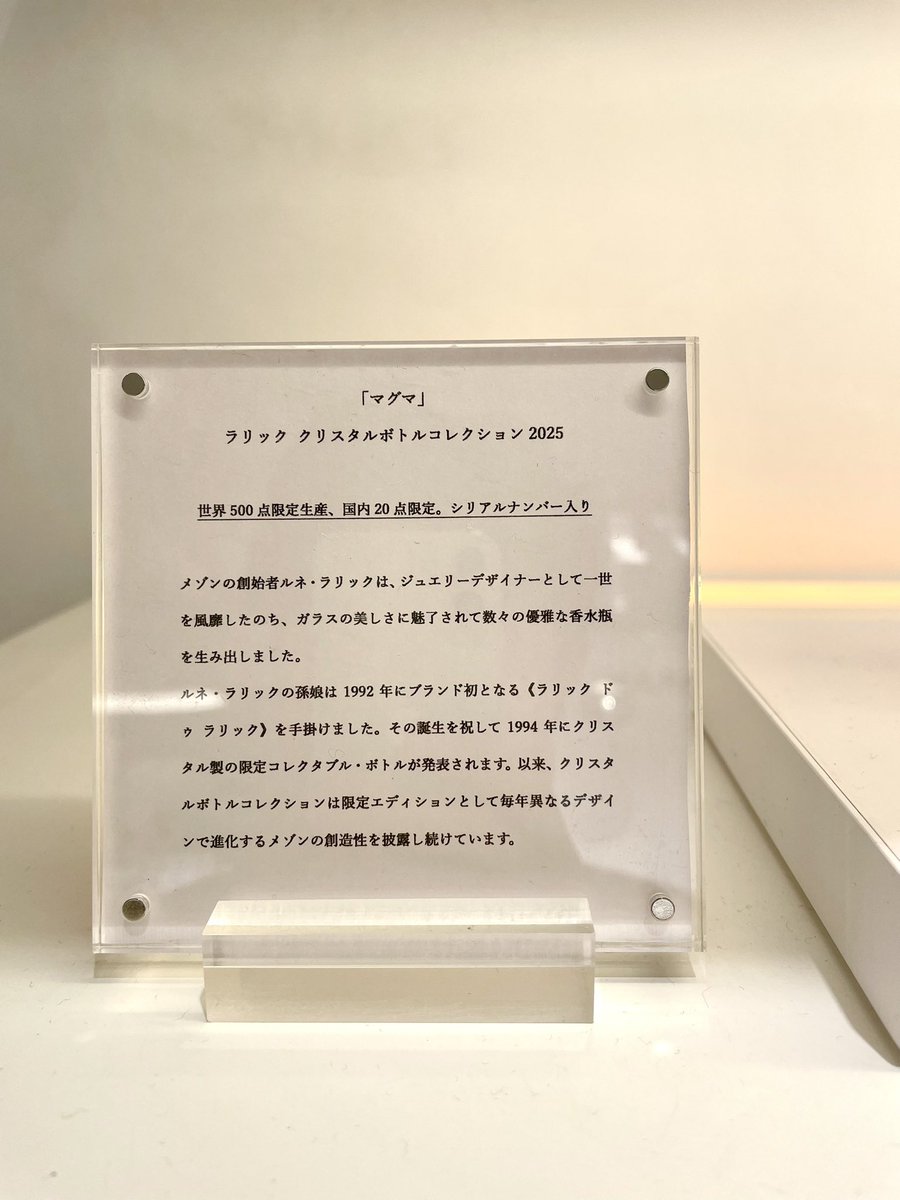 「マグマ」
ラリック クリスタルボトルコレクション 2025
世界 500 点限定生産、国内 20 点限定。シリアルナンバー入り
メゾンの創始者ルネ・ラリックは、ジュエリーデザイナーとして一世
を風靡したのち、ガラスの美しさに魅了されて数々の優雅な香水瓶
を生み出しました。
ルネ・ラリックの孫娘は 1992 年にブランド初となる《ラリック ド
ゥ ラリック》を手掛けました。その誕生を祝して 1994 年にクリス
タル製の限定コレクタブル・ボトルが発表されます。以来、クリスタ
ルボトルコレクションは限定エディションとして毎年異なるデザイ
ンで進化するメゾンの創造性を披露し続けています。